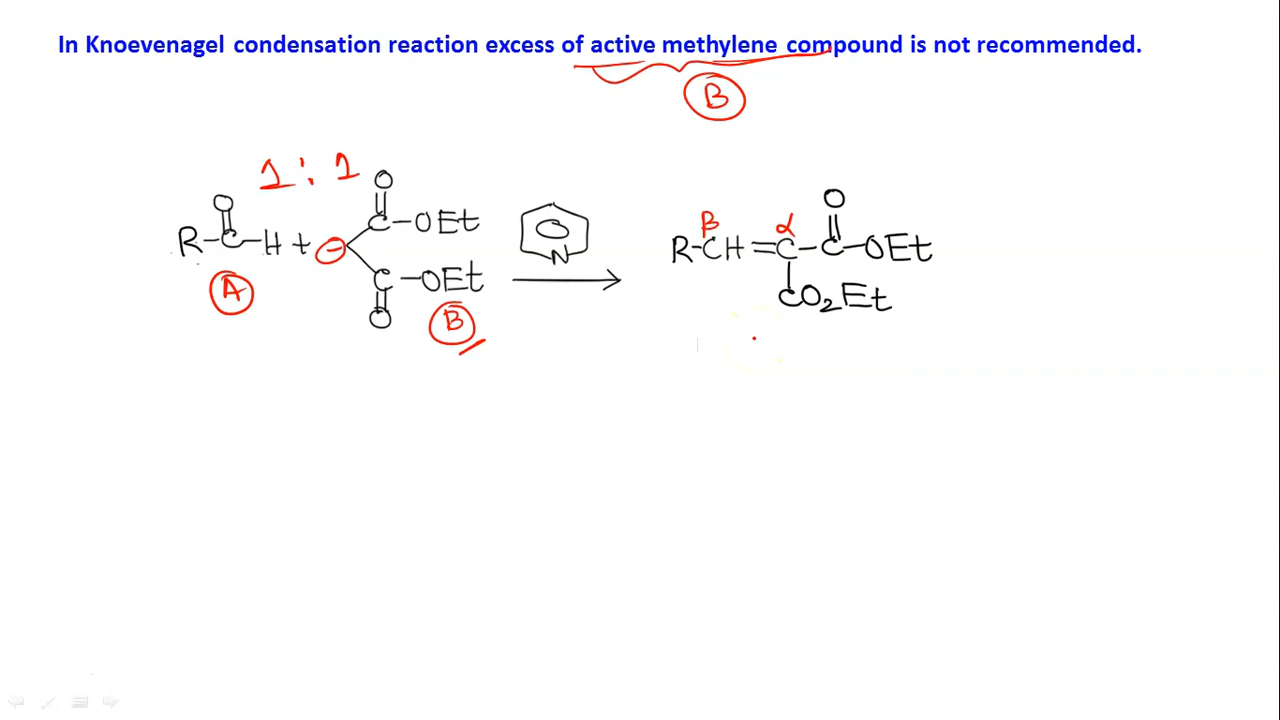 In Knoevenagel condensation reaction excess of active methylene compound is not recommended.
B
1 : 1
O O O
R-C-H + ⊖ C-OEt N R-CH=C-C-OEt
β α
A C-OEt CO2Et
O B